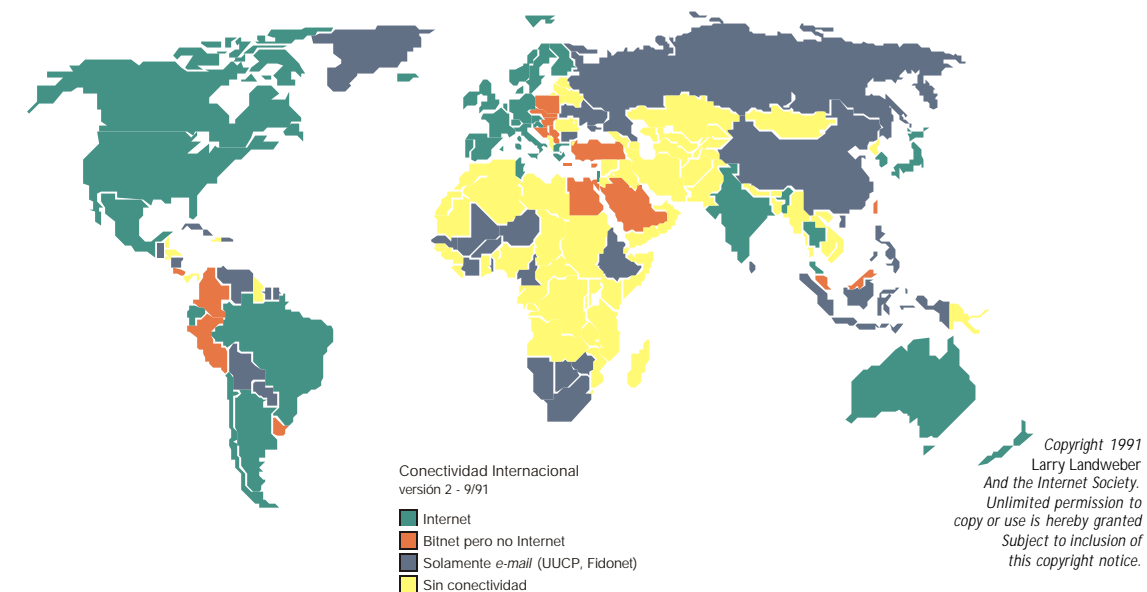 Conectividad Internacional
versión 2 - 9/91
Internet
Bitnet pero no Internet
Solamente e-mail (UUCP, Fidonet)
Sin conectividad
Copyright 1991
Larry Landweber
And the Internet Society.
Unlimited permission to
copy or use is hereby granted
Subject to inclusion of
this copyright notice.